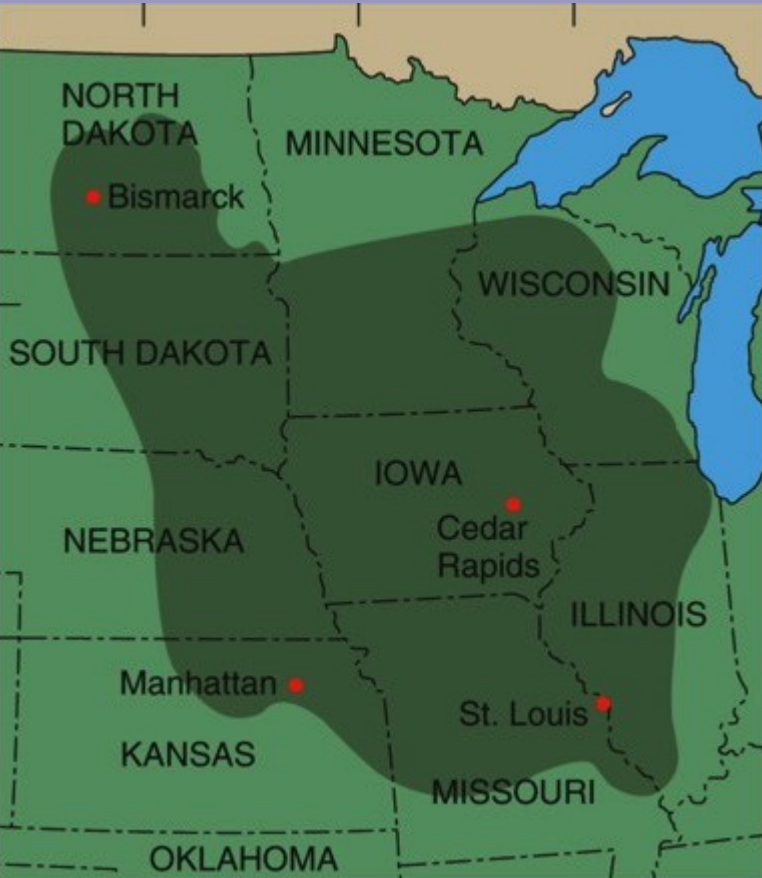 NORTH
DAKOTA
MINNESOTA
Bismarck
WISCONSIN
SOUTH DAKOTA
IOWA
Cedar
Rapids
NEBRASKA
ILLINOIS
Manhattan
St. Louis
KANSAS
MISSOURI
OKLAHOMA